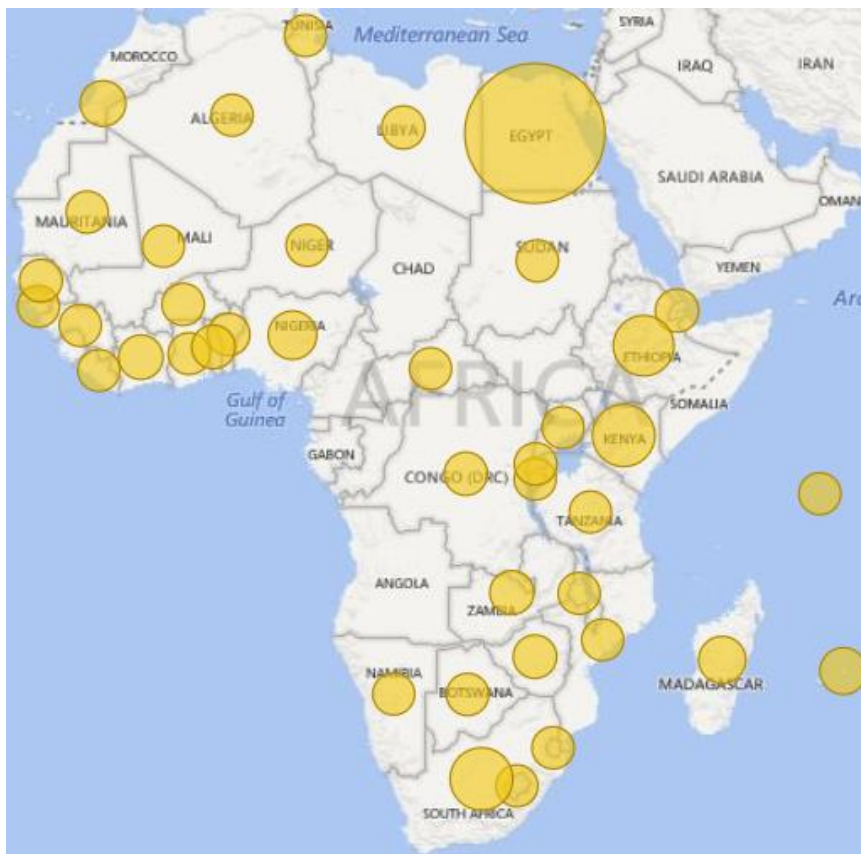 TUNISIA
Mediterranean Sea
SYRIA
MOROCCO
IRAQ
IRAN
ALGERIA
LIBYA
EGYPT
SAUDI ARABIA
OMAN
MAURITANIA
MALI
NIGER
CHAD
SUDAN
YEMEN
NIGERIA
ETHIOPIA
AFRICA
Gulf of
Guinea
SOMALIA
KENYA
GABON
CONGO (DRC)
TANZANIA
ANGOLA
ZAMBIA
NAMIBIA
BOTSWANA
MADAGASCAR
SOUTH AFRICA